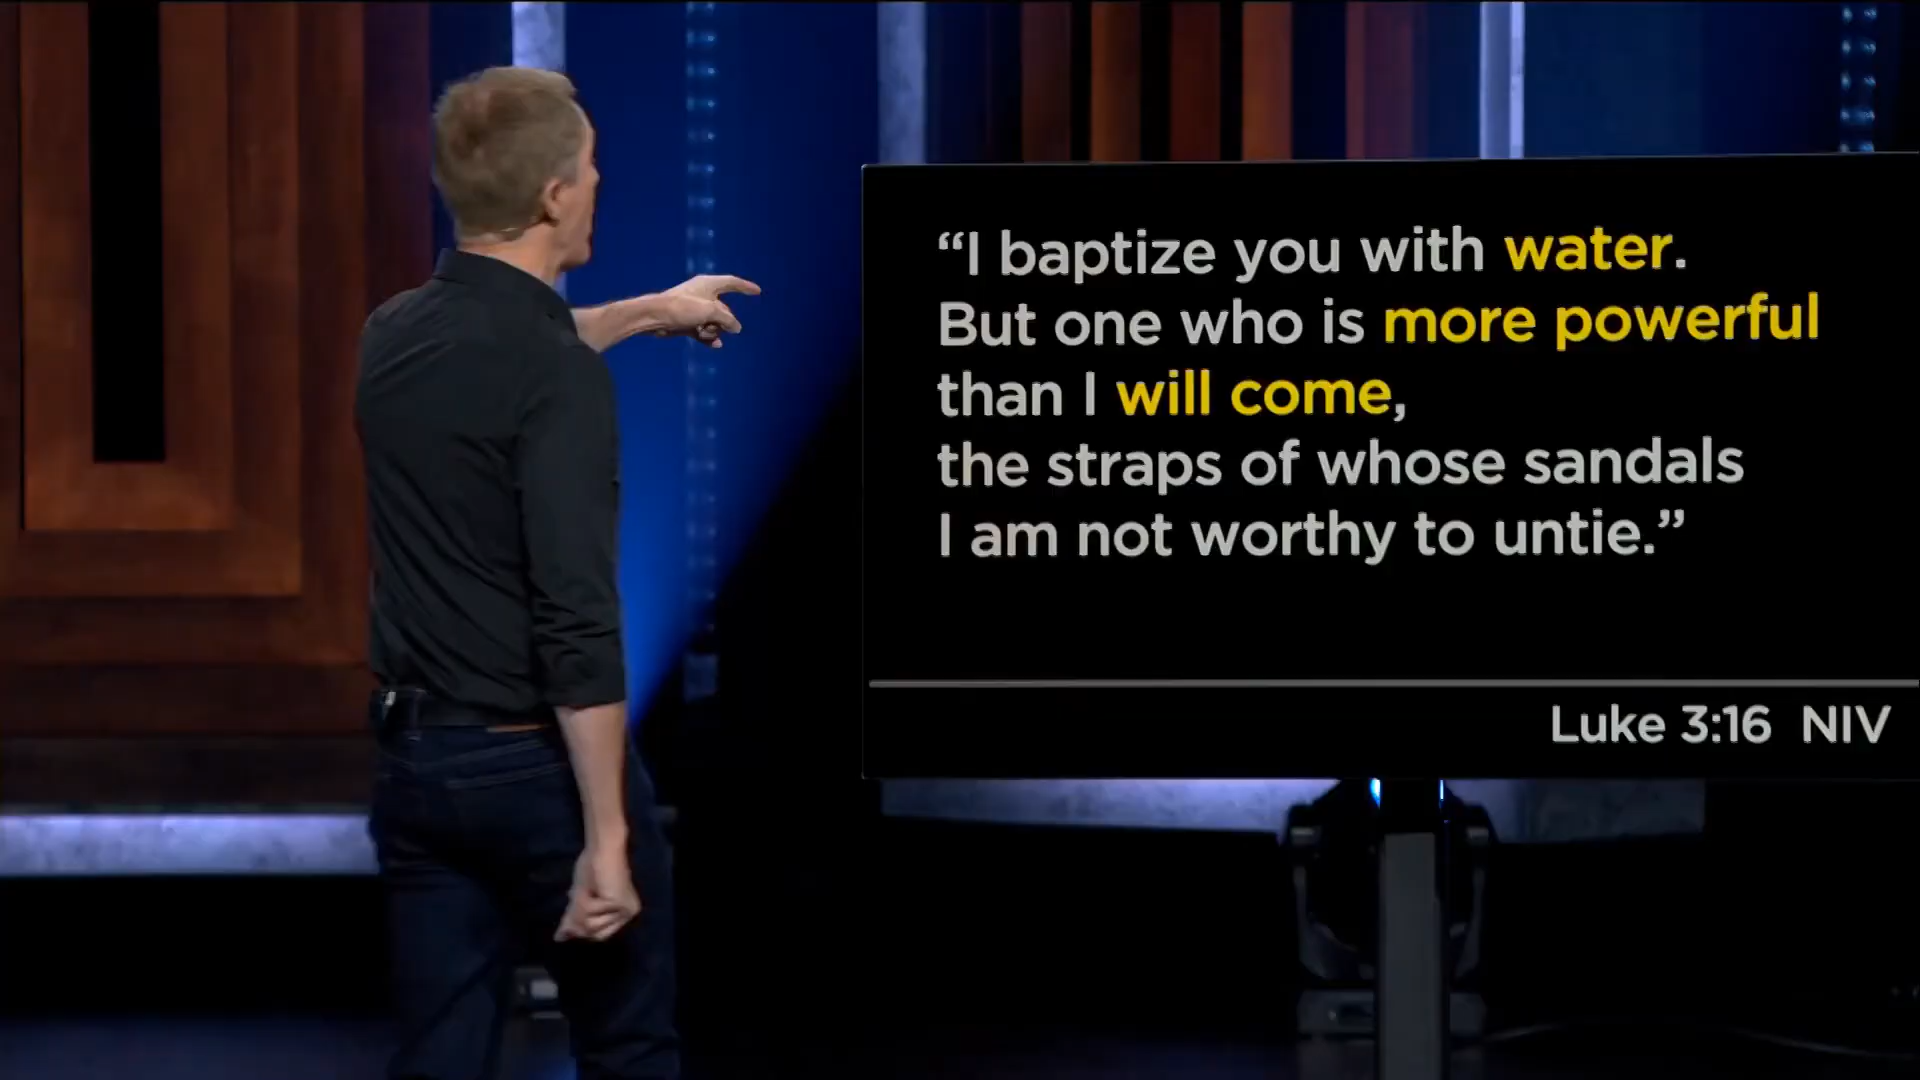 “I baptize you with water.
But one who is more powerful
than I will come,
the straps of whose sandals
I am not worthy to untie.”
Luke 3:16 NIV